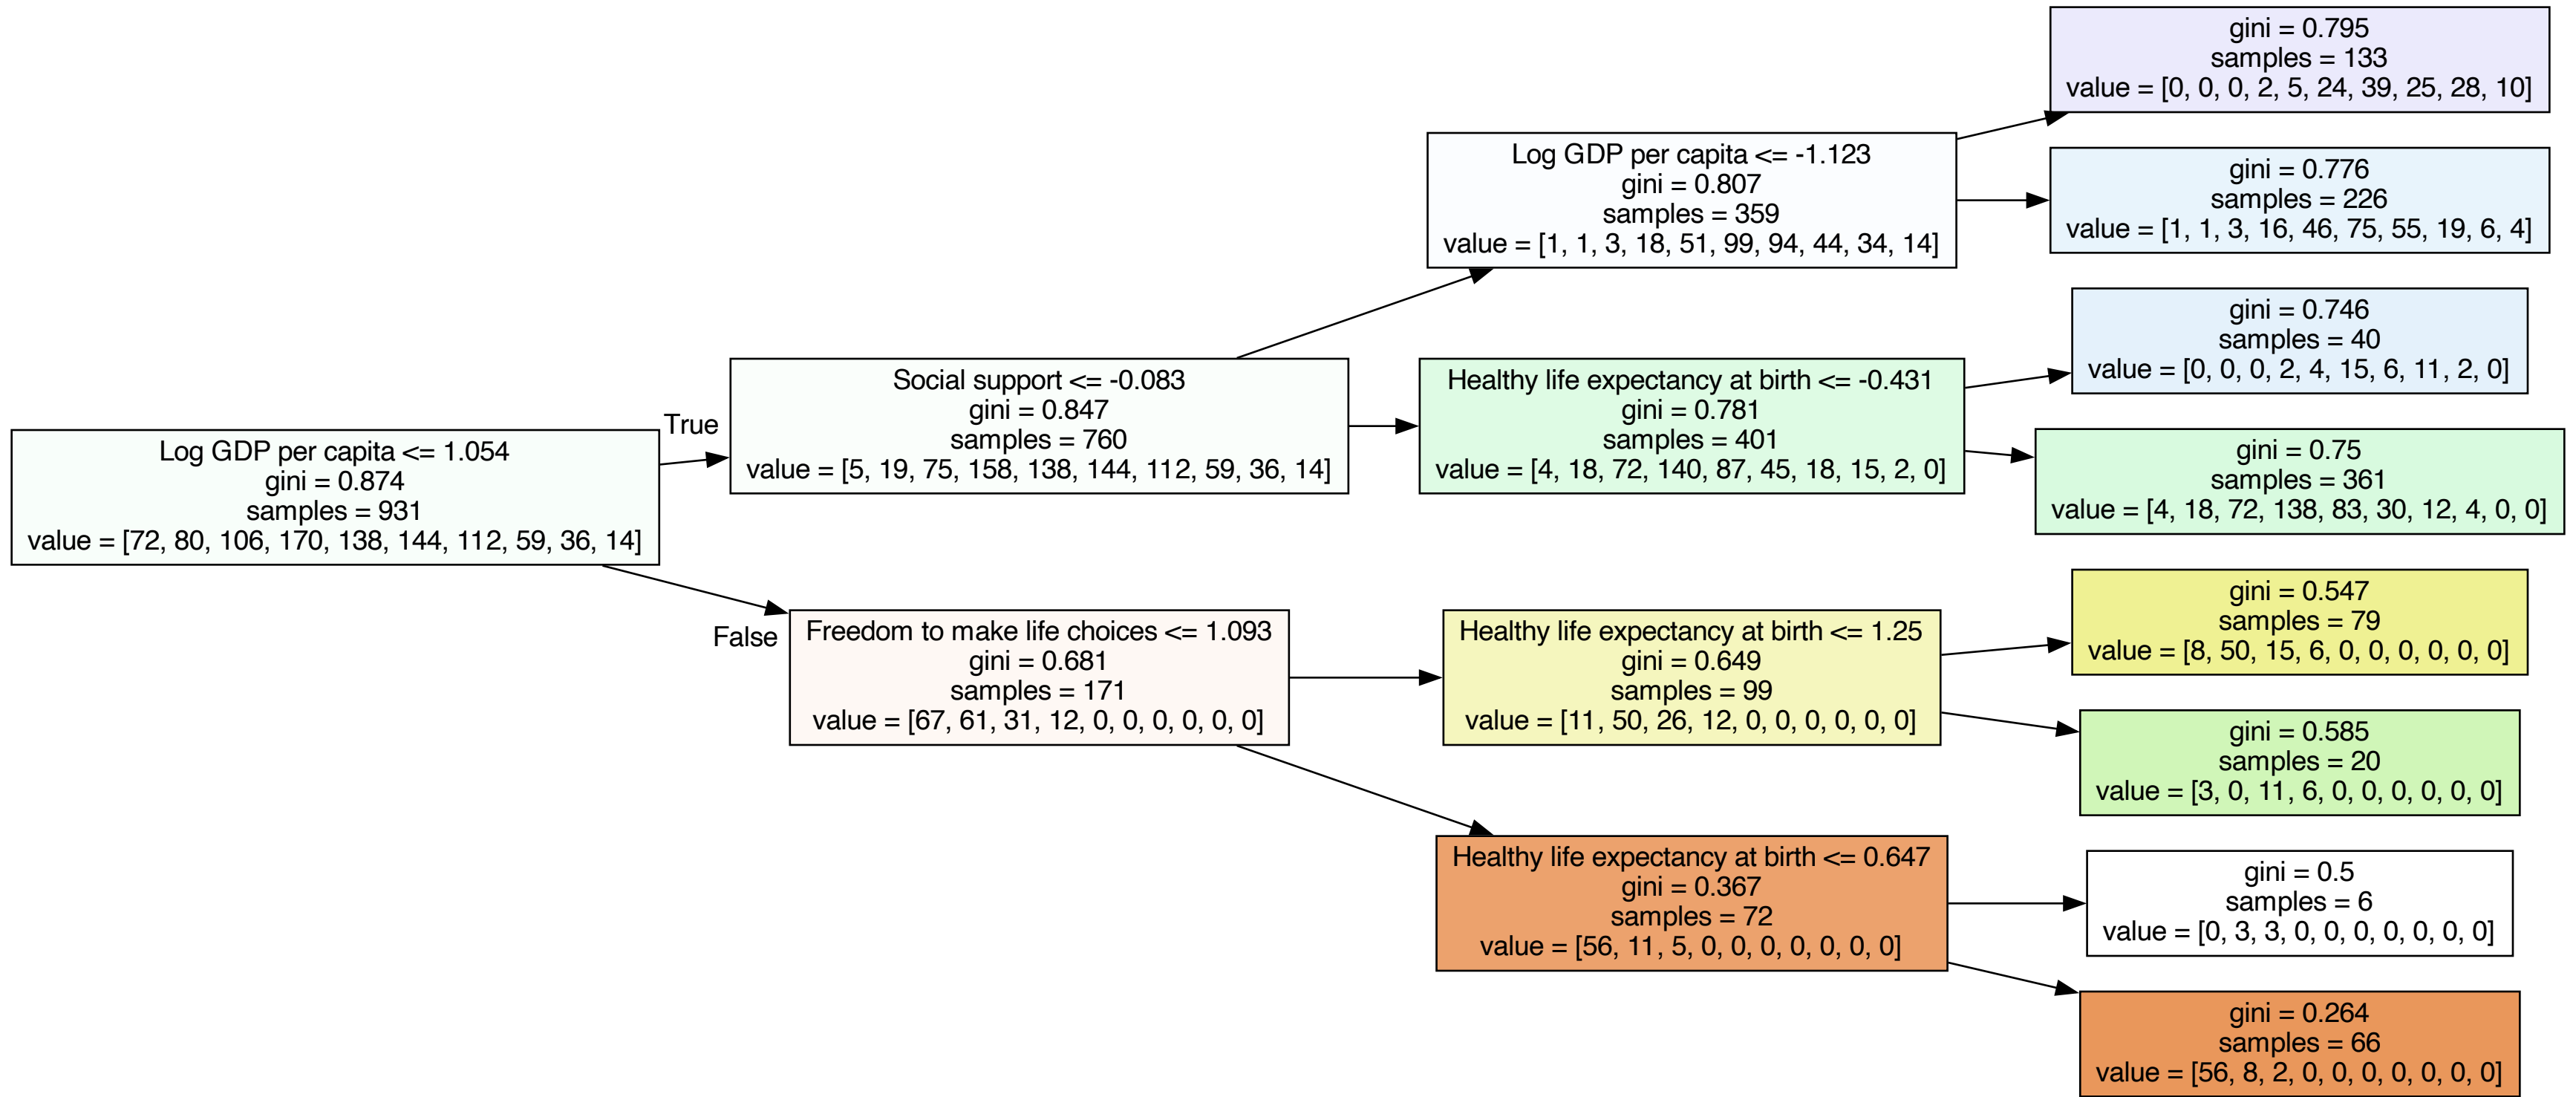 Log GDP per capita <= 1.054
gini = 0.874
samples = 931
value = [72, 80, 106, 170, 138, 144, 112, 59, 36, 14]
True
False
Social support <= -0.083
gini = 0.847
samples = 760
value = [5, 19, 75, 158, 138, 144, 112, 59, 36, 14]
Freedom to make life choices <= 1.093
gini = 0.681
samples = 171
value = [67, 61, 31, 12, 0, 0, 0, 0, 0, 0]
Log GDP per capita <= -1.123
gini = 0.807
samples = 359
value = [1, 1, 3, 18, 51, 99, 94, 44, 34, 14]
Healthy life expectancy at birth <= -0.431
gini = 0.781
samples = 401
value = [4, 18, 72, 140, 87, 45, 18, 15, 2, 0]
Healthy life expectancy at birth <= 1.25
gini = 0.649
samples = 99
value = [11, 50, 26, 12, 0, 0, 0, 0, 0, 0]
Healthy life expectancy at birth <= 0.647
gini = 0.367
samples = 72
value = [56, 11, 5, 0, 0, 0, 0, 0, 0, 0]
gini = 0.795
samples = 133
value = [0, 0, 0, 2, 5, 24, 39, 25, 28, 10]
gini = 0.776
samples = 226
value = [1, 1, 3, 16, 46, 75, 55, 19, 6, 4]
gini = 0.746
samples = 40
value = [0, 0, 0, 2, 4, 15, 6, 11, 2, 0]
gini = 0.75
samples = 361
value = [4, 18, 72, 138, 83, 30, 12, 4, 0, 0]
gini = 0.547
samples = 79
value = [8, 50, 15, 6, 0, 0, 0, 0, 0, 0]
gini = 0.585
samples = 20
value = [3, 0, 11, 6, 0, 0, 0, 0, 0, 0]
gini = 0.5
samples = 6
value = [0, 3, 3, 0, 0, 0, 0, 0, 0, 0]
gini = 0.264
samples = 66
value = [56, 8, 2, 0, 0, 0, 0, 0, 0, 0]